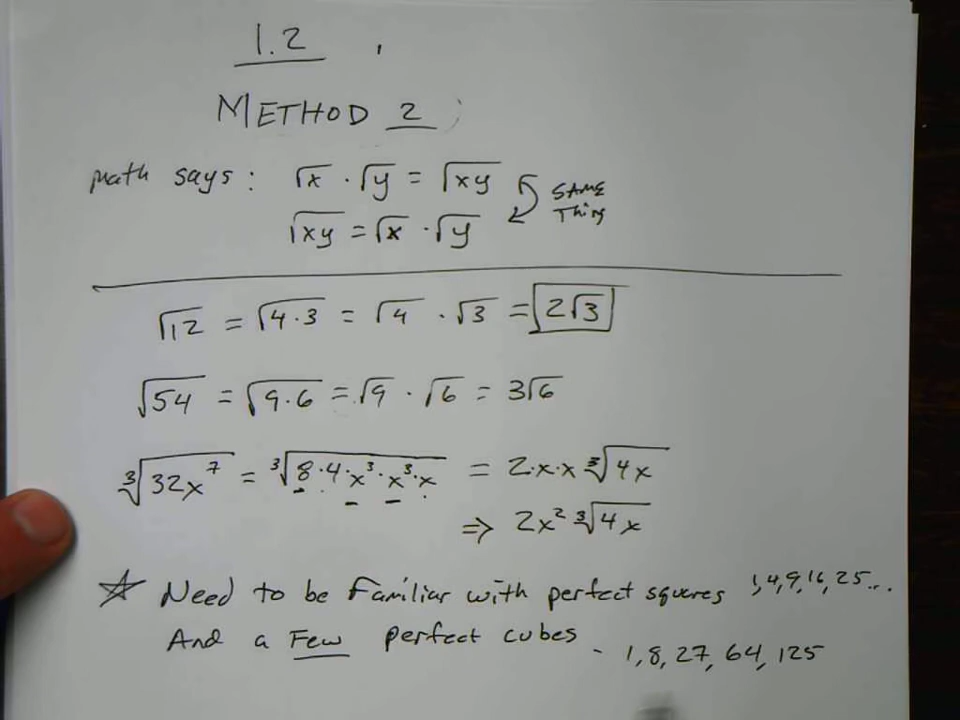 1.2
METHOD 2
math says: √x · √y = √xy
√xy = √x · √y
SAME
Thing
√12 = √4·3 = √4 · √3 = 2√3
√54 = √9·6 = √9 · √6 = 3√6
∛32x⁷ = ∛8·4·x³·x³·x = 2·x·x ∛4x
⇒ 2x² ∛4x
☆ Need to be Familiar with perfect squares 1,4,9,16,25...
And a Few perfect cubes - 1,8,27,64,125